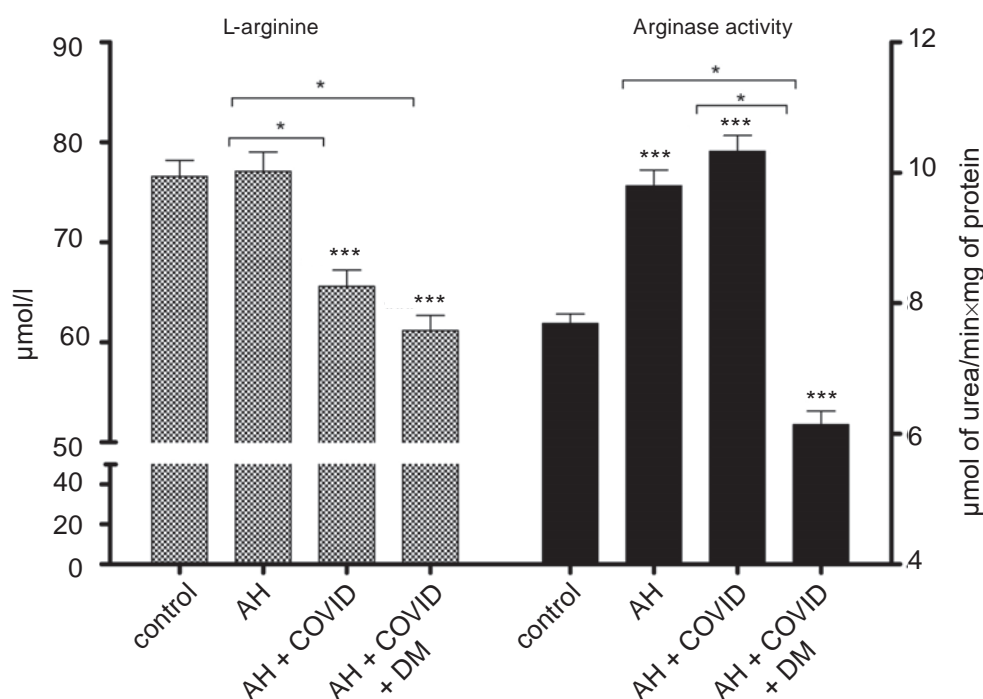 L-arginine
Arginase activity
90
80
70
60
50
40
20
0
µmol/l
*
*
***
***
12
10
8
6
4
µmol of urea/min×mg of protein
*
*
***
***
***
control
AH
AH + COVID
AH + COVID
+ DM
control
AH
AH + COVID
AH + COVID
+ DM